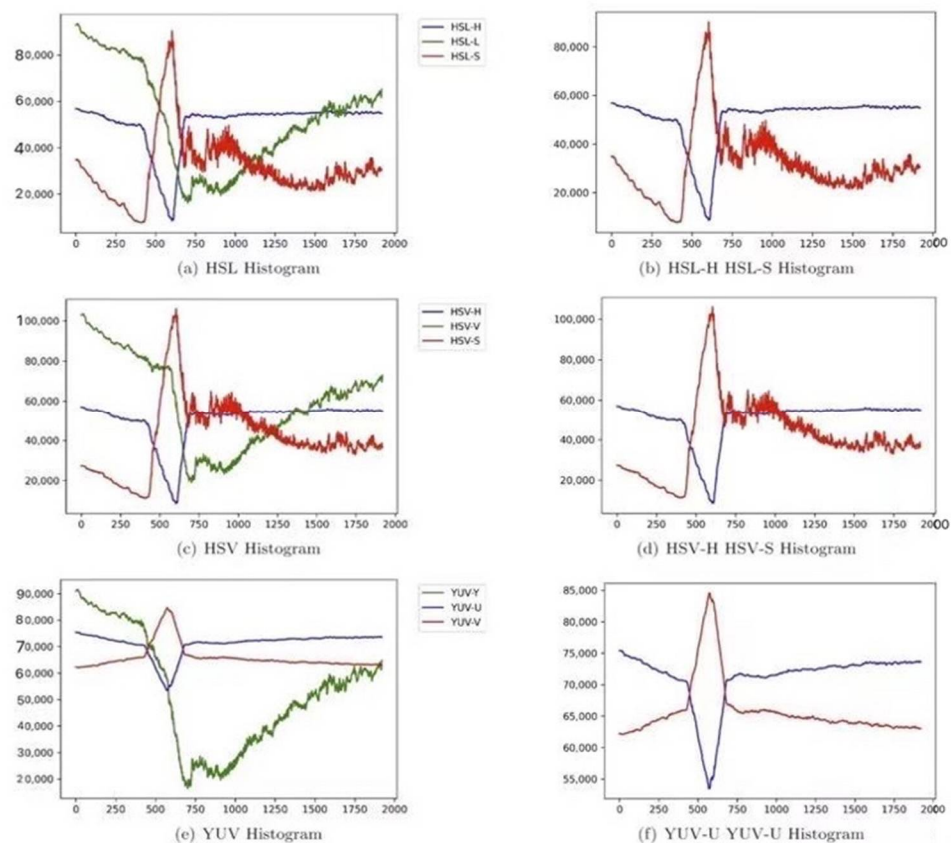 HSL-H
HSL-L
HSL-S
80,000
60,000
40,000
20,000
0 250 500 750 1000 1250 1500 1750 2000
(a) HSL Histogram
80,000
60,000
40,000
20,000
0 250 500 750 1000 1250 1500 1750 2000
(b) HSL-H HSL-S Histogram
HSV-H
HSV-V
HSV-S
100,000
80,000
60,000
40,000
20,000
0 250 500 750 1000 1250 1500 1750 2000
(c) HSV Histogram
100,000
80,000
60,000
40,000
20,000
0 250 500 750 1000 1250 1500 1750 2000
(d) HSV-H HSV-S Histogram
YUV-Y
YUV-U
YUV-V
90,000
80,000
70,000
60,000
50,000
40,000
30,000
20,000
0 250 500 750 1000 1250 1500 1750 2000
(e) YUV Histogram
85,000
80,000
75,000
70,000
65,000
60,000
55,000
0 250 500 750 1000 1250 1500 1750 2000
(f) YUV-U YUV-U Histogram